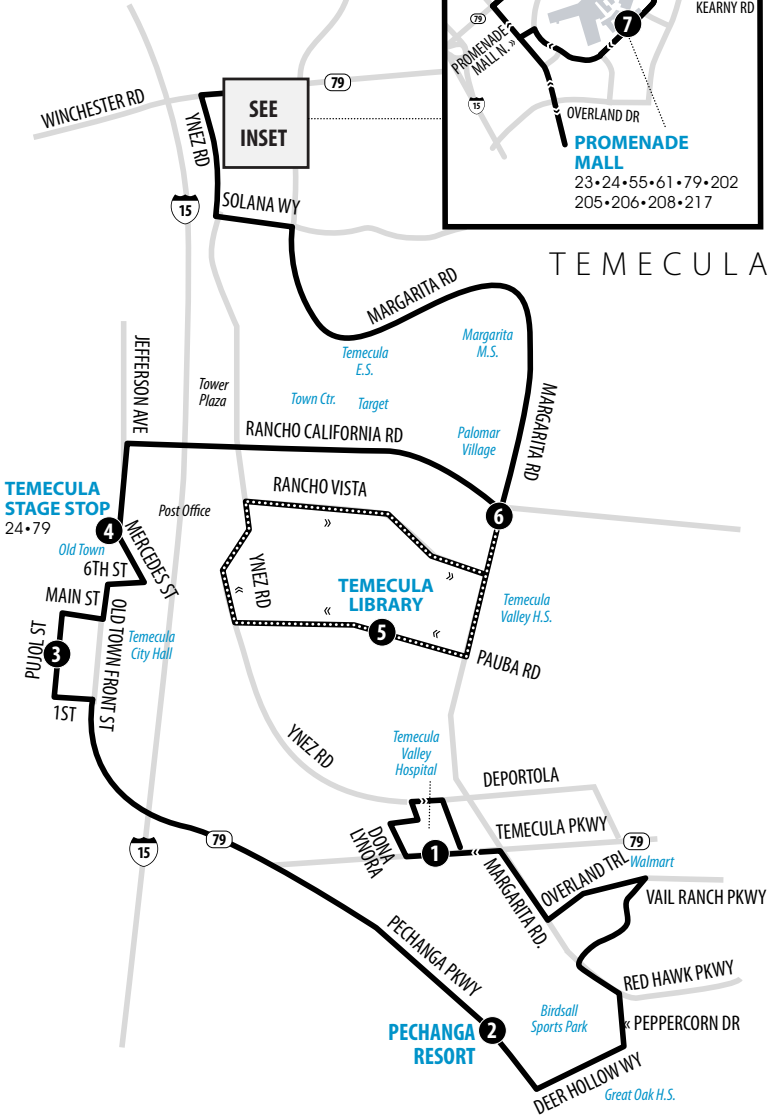 KEARNY RD
79
7
PROMENADE
MALL N. »
15
OVERLAND DR
PROMENADE
MALL
23•24•55•61•79•202
205•206•208•217
79
WINCHESTER RD
SEE
INSET
YNEZ RD
15
SOLANA WY
TEMECULA
MARGARITA RD
Margarita
M.S.
Temecula
E.S.
JEFFERSON AVE
Tower
Plaza
Town Ctr.
Target
MARGARITA RD
RANCHO CALIFORNIA RD
Palomar
Village
TEMECULA
STAGE STOP
24•79
4
Post Office
RANCHO VISTA
6
»
Old Town
MERCEDES ST
6TH ST
YNEZ RD
«
»
TEMECULA
LIBRARY
MAIN ST
OLD TOWN FRONT ST
«
5
«
Temecula
Valley H.S.
PUJOL ST
3
Temecula
City Hall
PAUBA RD
1ST
YNEZ RD
Temecula
Valley
Hospital
DEPORTOLA
»
TEMECULA PKWY
79
79
15
DONA
LYNORA
1
«
MARGARITA RD.
OVERLAND TRL
Walmart
VAIL RANCH PKWY
PECHANGA PKWY
RED HAWK PKWY
Birdsall
Sports Park
« PEPPERCORN DR
PECHANGA
RESORT
2
DEER HOLLOW WY
Great Oak H.S.